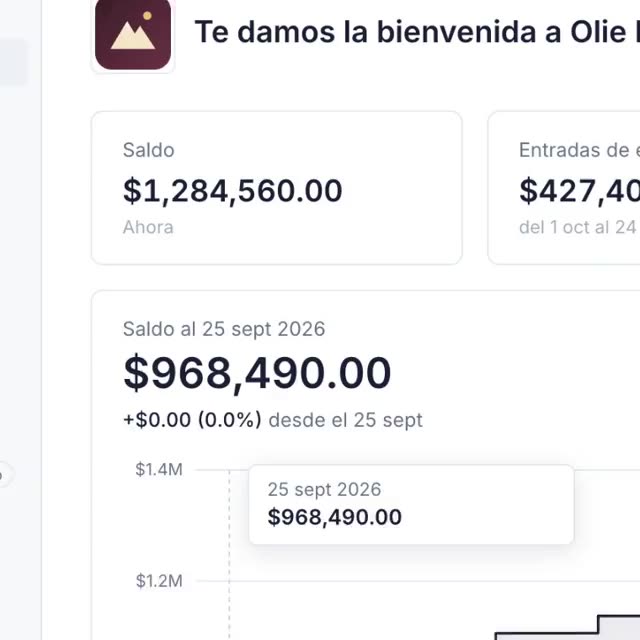 Te damos la bienvenida a Olie
Saldo
$1,284,560.00
Ahora
Entradas de
$427,40
del 1 oct al 24
Saldo al 25 sept 2026
$968,490.00
+$0.00 (0.0%) desde el 25 sept
$1.4M
25 sept 2026
$968,490.00
$1.2M